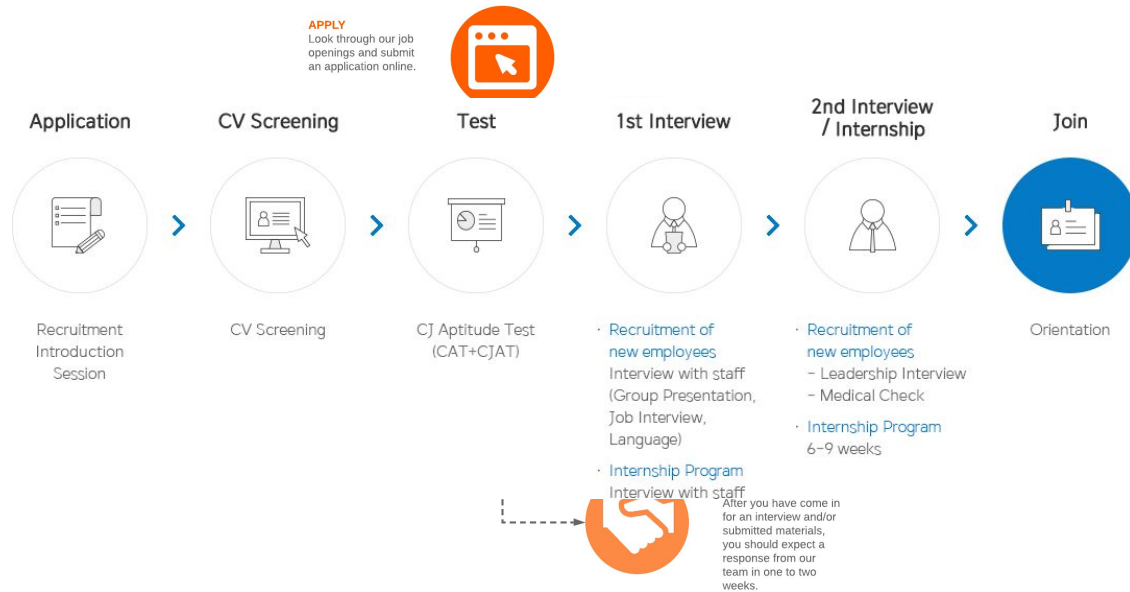 APPLY
Look through our job
openings and submit
an application online.
Application
CV Screening
Test
1st Interview
2nd Interview
/ Internship
Join
Recruitment
Introduction
Session
CV Screening
CJ Aptitude Test
(CAT+CJAT)
· Recruitment of
new employees
Interview with staff
(Group Presentation,
Job Interview,
Language)
· Internship Program
Interview with staff
· Recruitment of
new employees
- Leadership Interview
- Medical Check
· Internship Program
6-9 weeks
Orientation
After you have come in
for an interview and/or
submitted materials,
you should expect a
response from our
team in one to two
weeks.